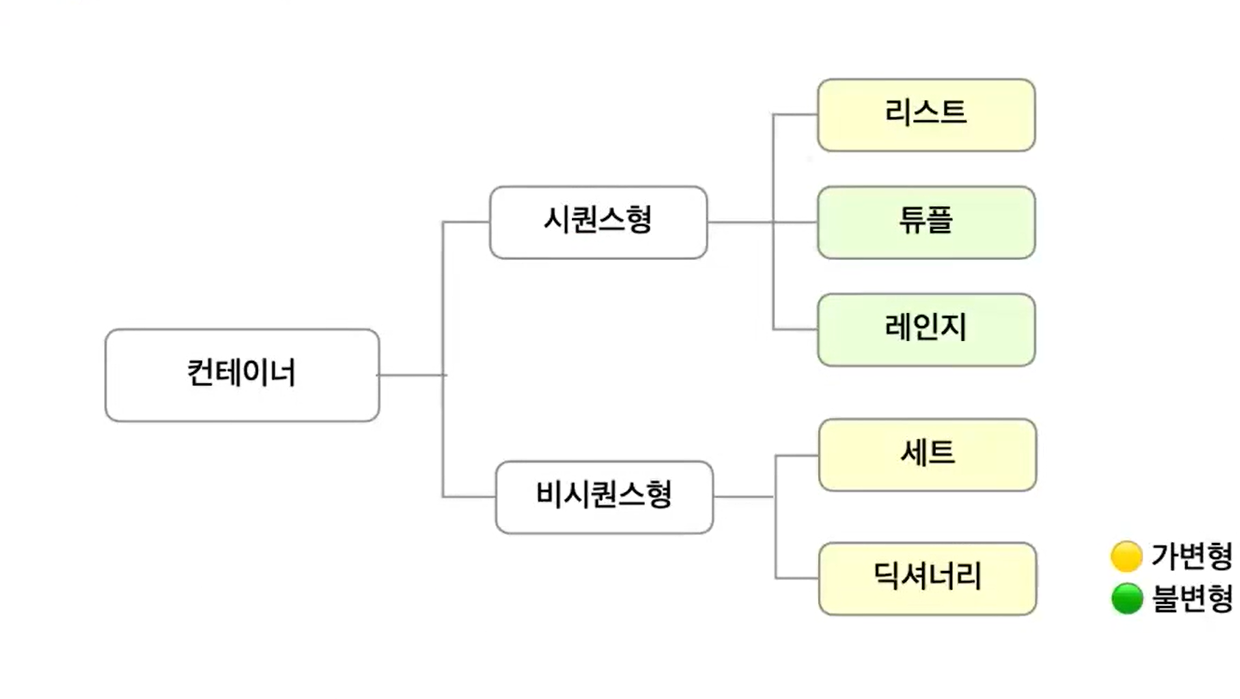 컨테이너
시퀀스형
리스트
튜플
레인지
비시퀀스형
세트
딕셔너리
가변형
불변형